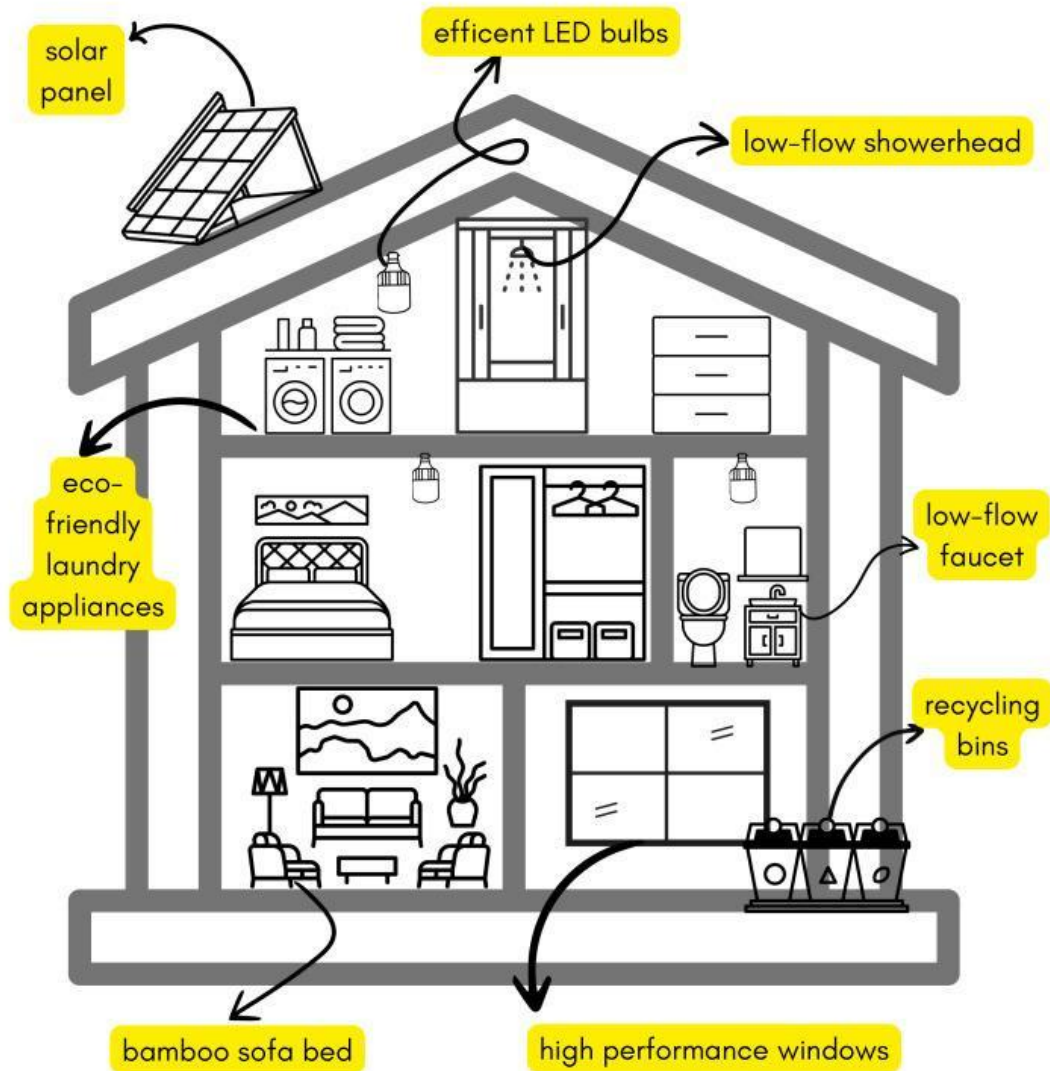 solar
panel
efficent LED bulbs
low-flow showerhead
eco-
friendly
laundry
appliances
low-flow
faucet
recycling
bins
bamboo sofa bed
high performance windows